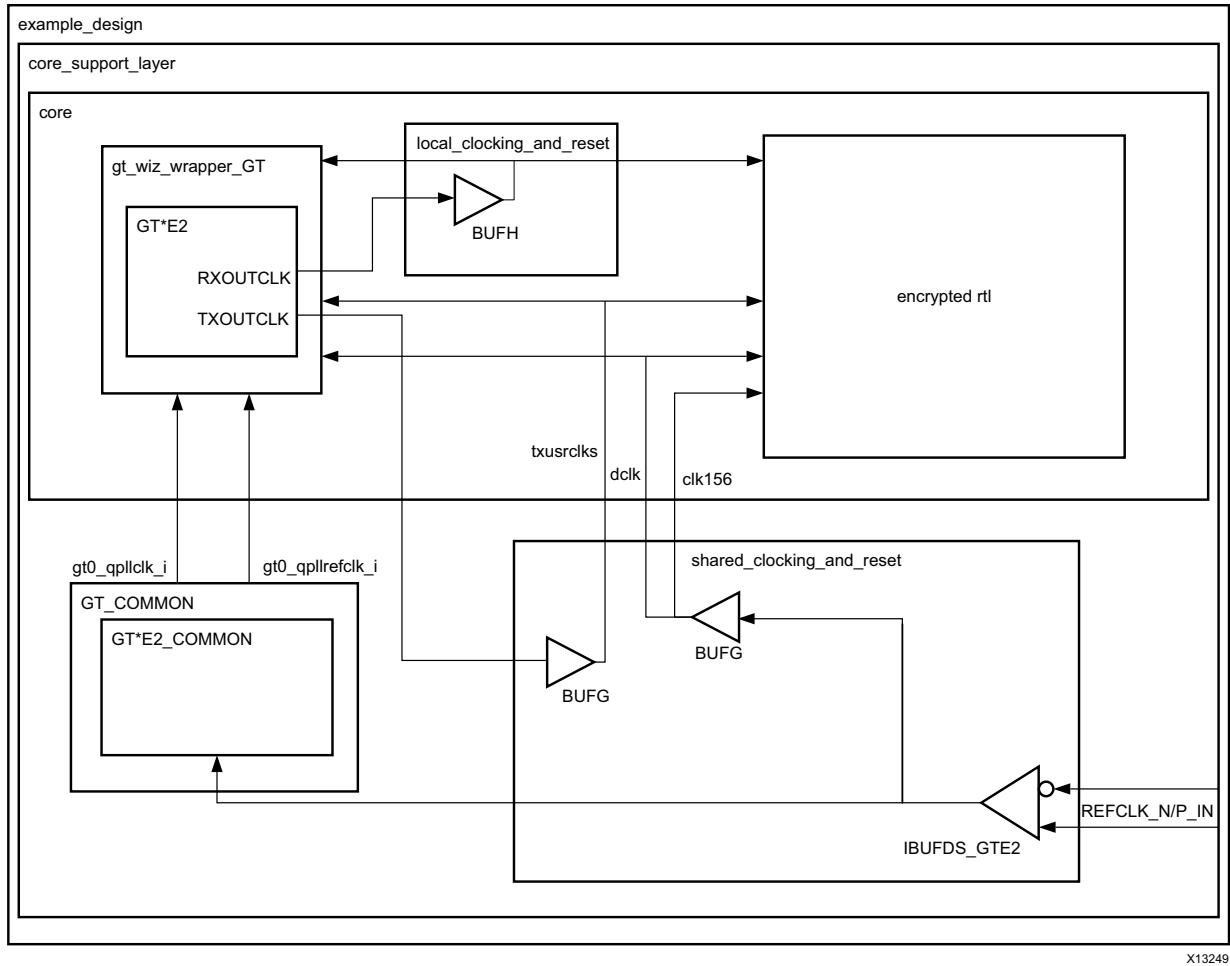 example_design
core_support_layer
core
local_clocking_and_reset
gt_wiz_wrapper_GT
GT*E2
BUFH
RXOUTCLK
encrypted rtl
TXOUTCLK
txusrclks
dclk
clk156
shared_clocking_and_reset
gt0_qpllclk_i
gt0_qpllrefclk_i
GT_COMMON
GT*E2_COMMON
BUFG
BUFG
REFCLK_N/P_IN
IBUFDS_GTE2
X13249